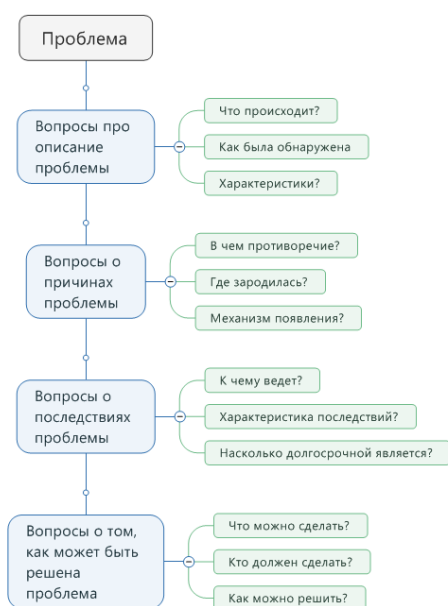 Проблема
Вопросы про
описание
проблемы
Что происходит?
Как была обнаружена
Характеристики?
Вопросы о
причинах
проблемы
В чем противоречие?
Где зародилась?
Механизм появления?
Вопросы о
последствиях
проблемы
К чему ведет?
Характеристика последствий?
Насколько долгосрочной является?
Вопросы о том,
как может быть
решена
проблема
Что можно сделать?
Кто должен сделать?
Как можно решить?